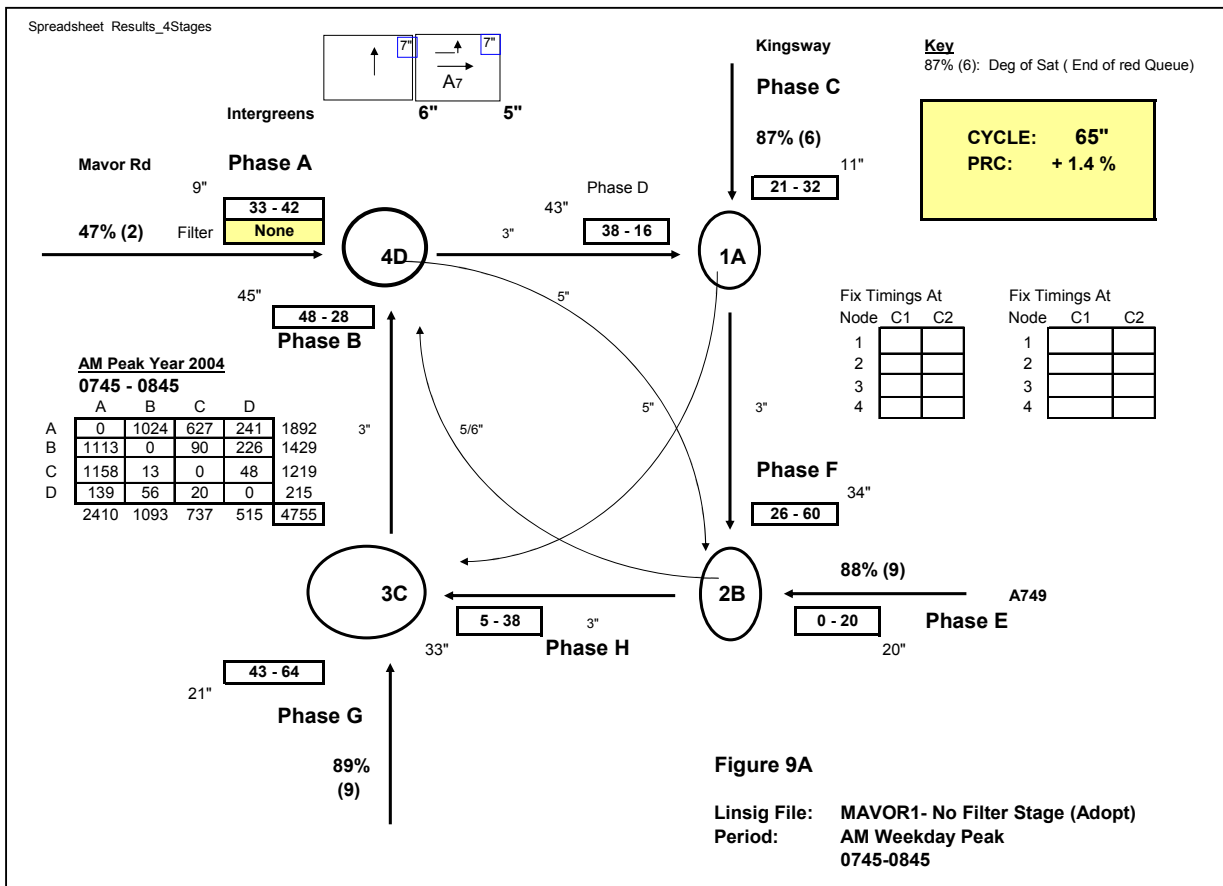 Spreadsheet Results_4Stages
7" 7"
A7
Intergreens 6" 5"
Kingsway
Phase C
87% (6)
11"
21 - 32
Key
87% (6): Deg of Sat ( End of red Queue)
CYCLE: 65"
PRC: + 1.4 %
Mavor Rd
Phase A
9"
33 - 42
47% (2) Filter None
Phase D
43"
38 - 16
3"
4D
1A
45"
48 - 28
Phase B
5"
Fix Timings At Fix Timings At
Node C1 C2 Node C1 C2
1 1
2 2
3 3
4 4
AM Peak Year 2004
0745 - 0845
A B C D
A 0 1024 627 241 1892
B 1113 0 90 226 1429
C 1158 13 0 48 1219
D 139 56 20 0 215
2410 1093 737 515 4755
3" 5/6" 5" 3"
Phase F
34"
26 - 60
3C
2B
88% (9)
A749
5 - 38
3"
33"
Phase H
0 - 20
Phase E
20"
43 - 64
21"
Phase G
89%
(9)
Figure 9A
Linsig File: MAVOR1- No Filter Stage (Adopt)
Period: AM Weekday Peak
0745-0845